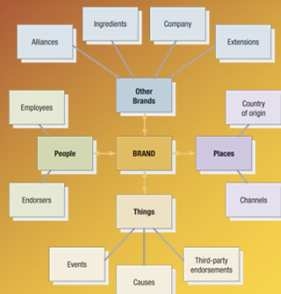 Ingredients
Company
Alliances
Extensions
Other
Brands
Employees
Country
of origin
People
BRAND
Places
Endorsers
Channels
Things
Events
Third-party
endorsements
Causes